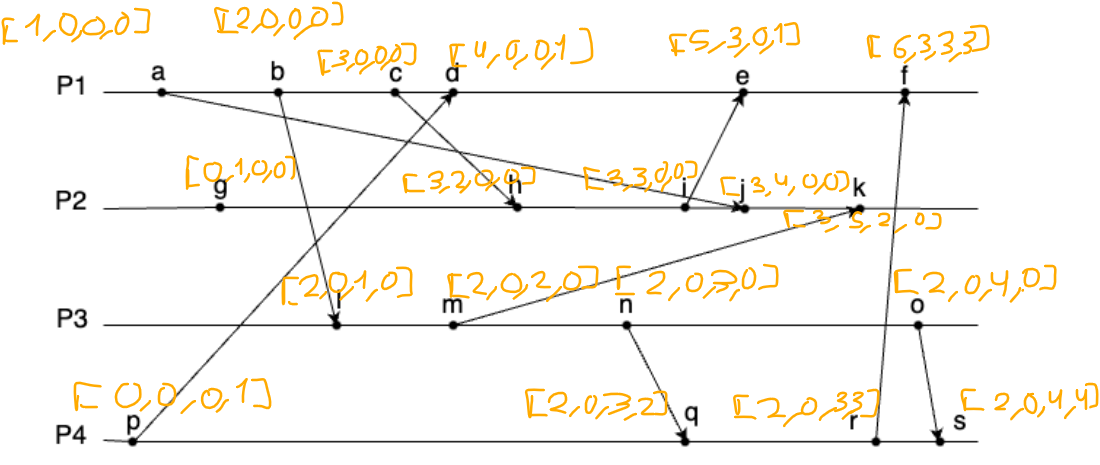 [1,0,0,0] [2,0,0,0]
[3,0,0,0] [4,0,0,1] [5,3,0,1] [6,3,3,3]
P1 a b c d e f
[0,1,0,0] [3,2,0,0] [3,3,0,0] [3,4,0,0]
P2 g h i j k
[3,5,2,0]
[2,0,1,0] [2,0,2,0] [2,0,3,0] [2,0,4,0]
P3 l m n o
[0,0,0,1] [2,0,3,2] [2,0,33] [2,0,4,4]
P4 p q r s